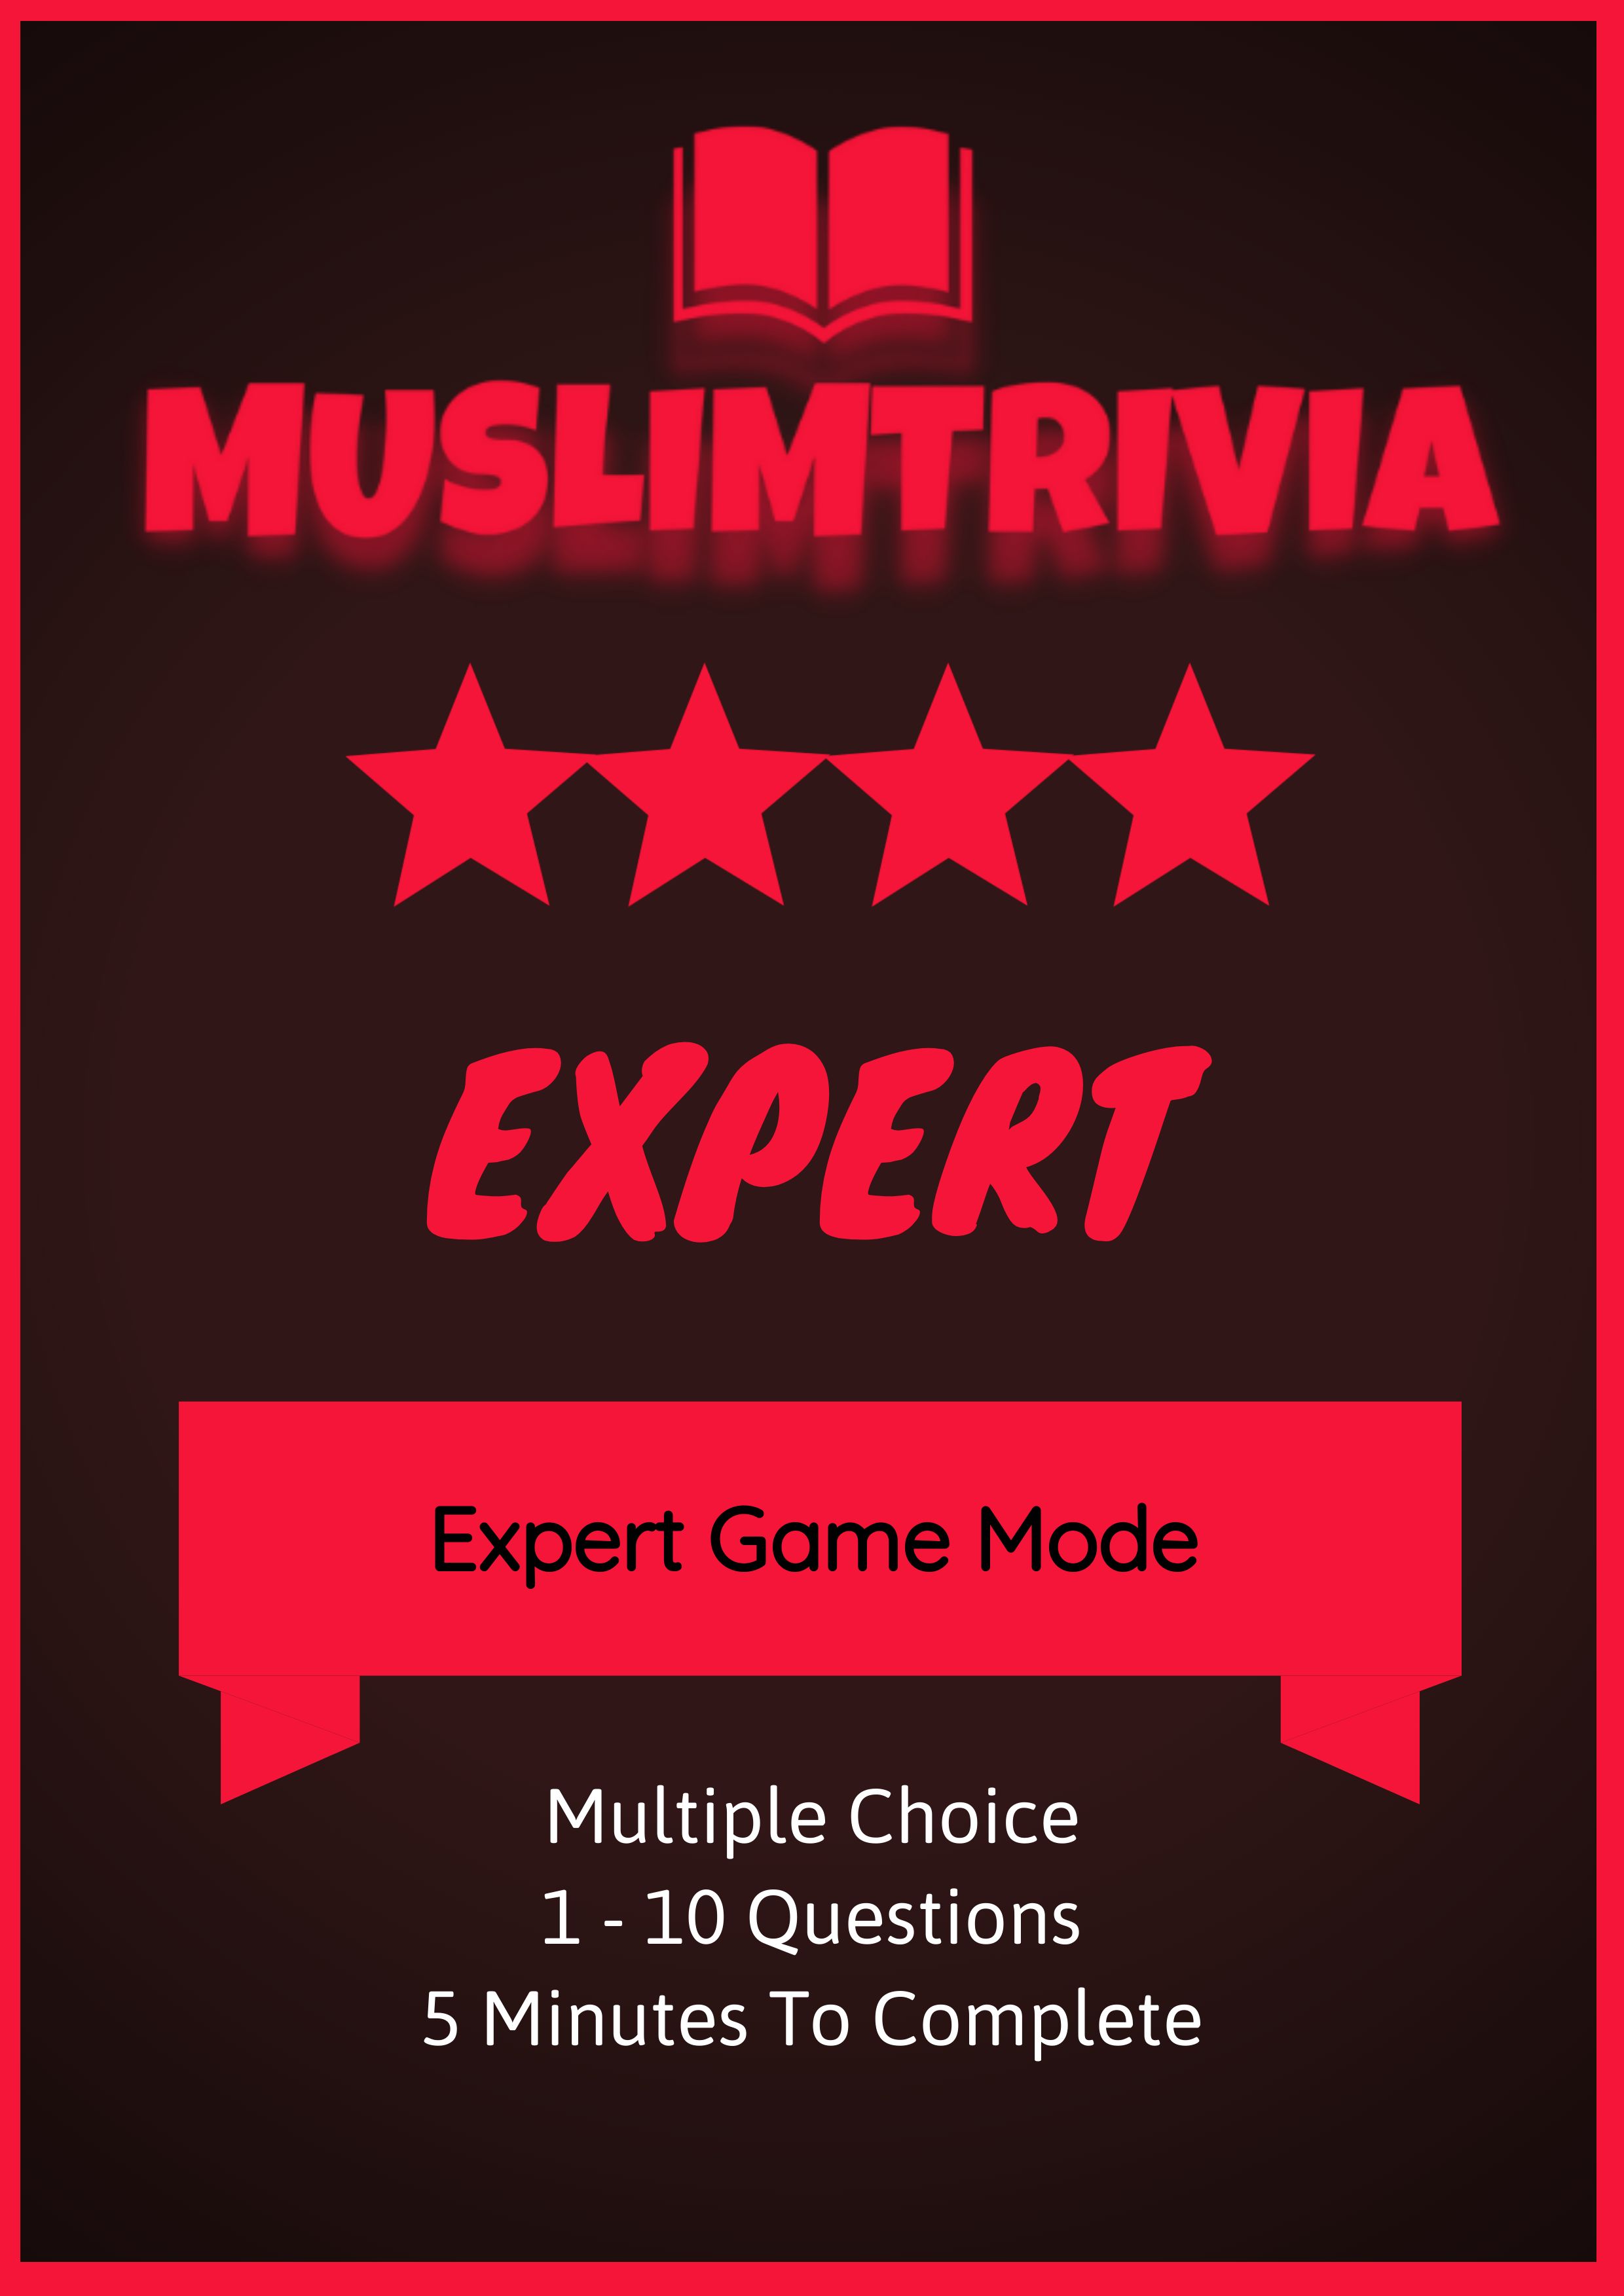 MUSLIMTRIVIA
EXPERT
Expert Game Mode
Multiple Choice
1 - 10 Questions
5 Minutes To Complete